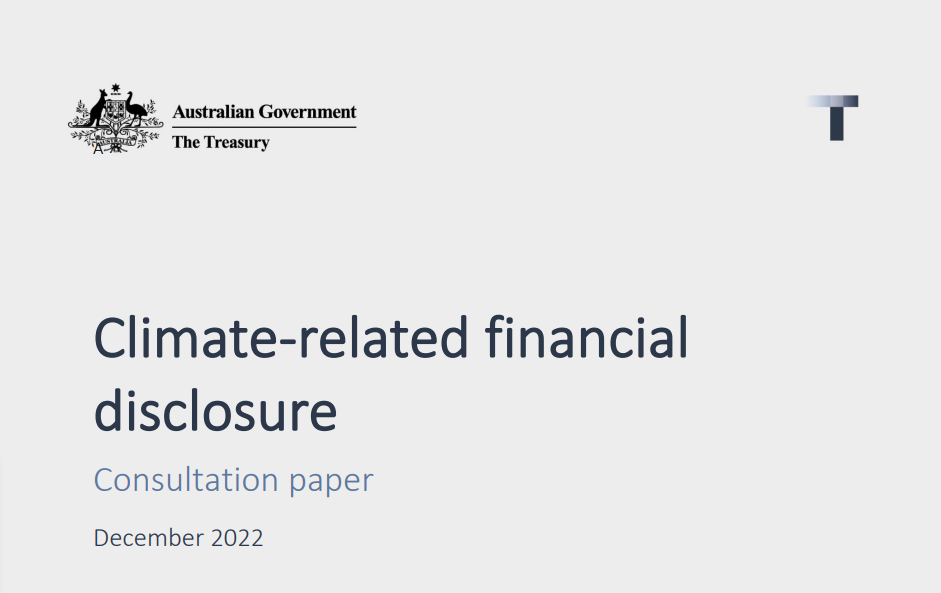 Australian Government
The Treasury
T
Climate-related financial
disclosure
Consultation paper
December 2022